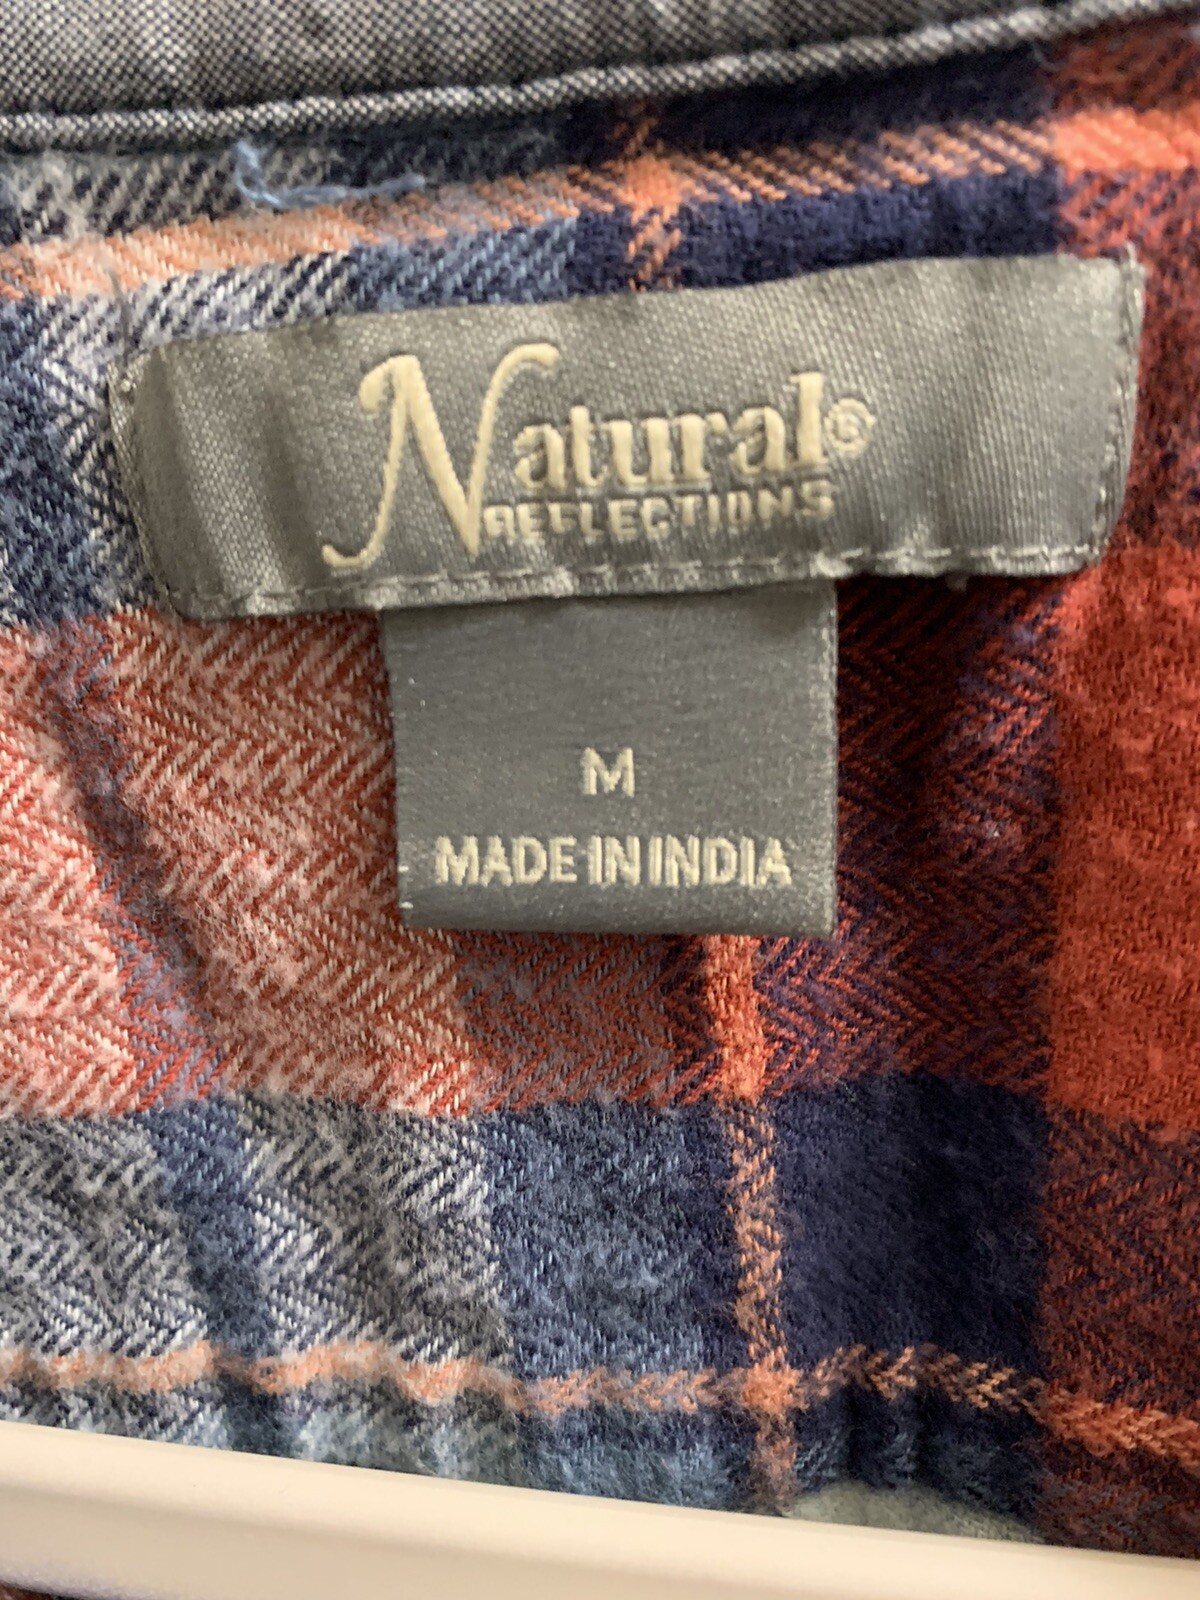 Natural®
REFLECTIONS
M
MADE IN INDIA